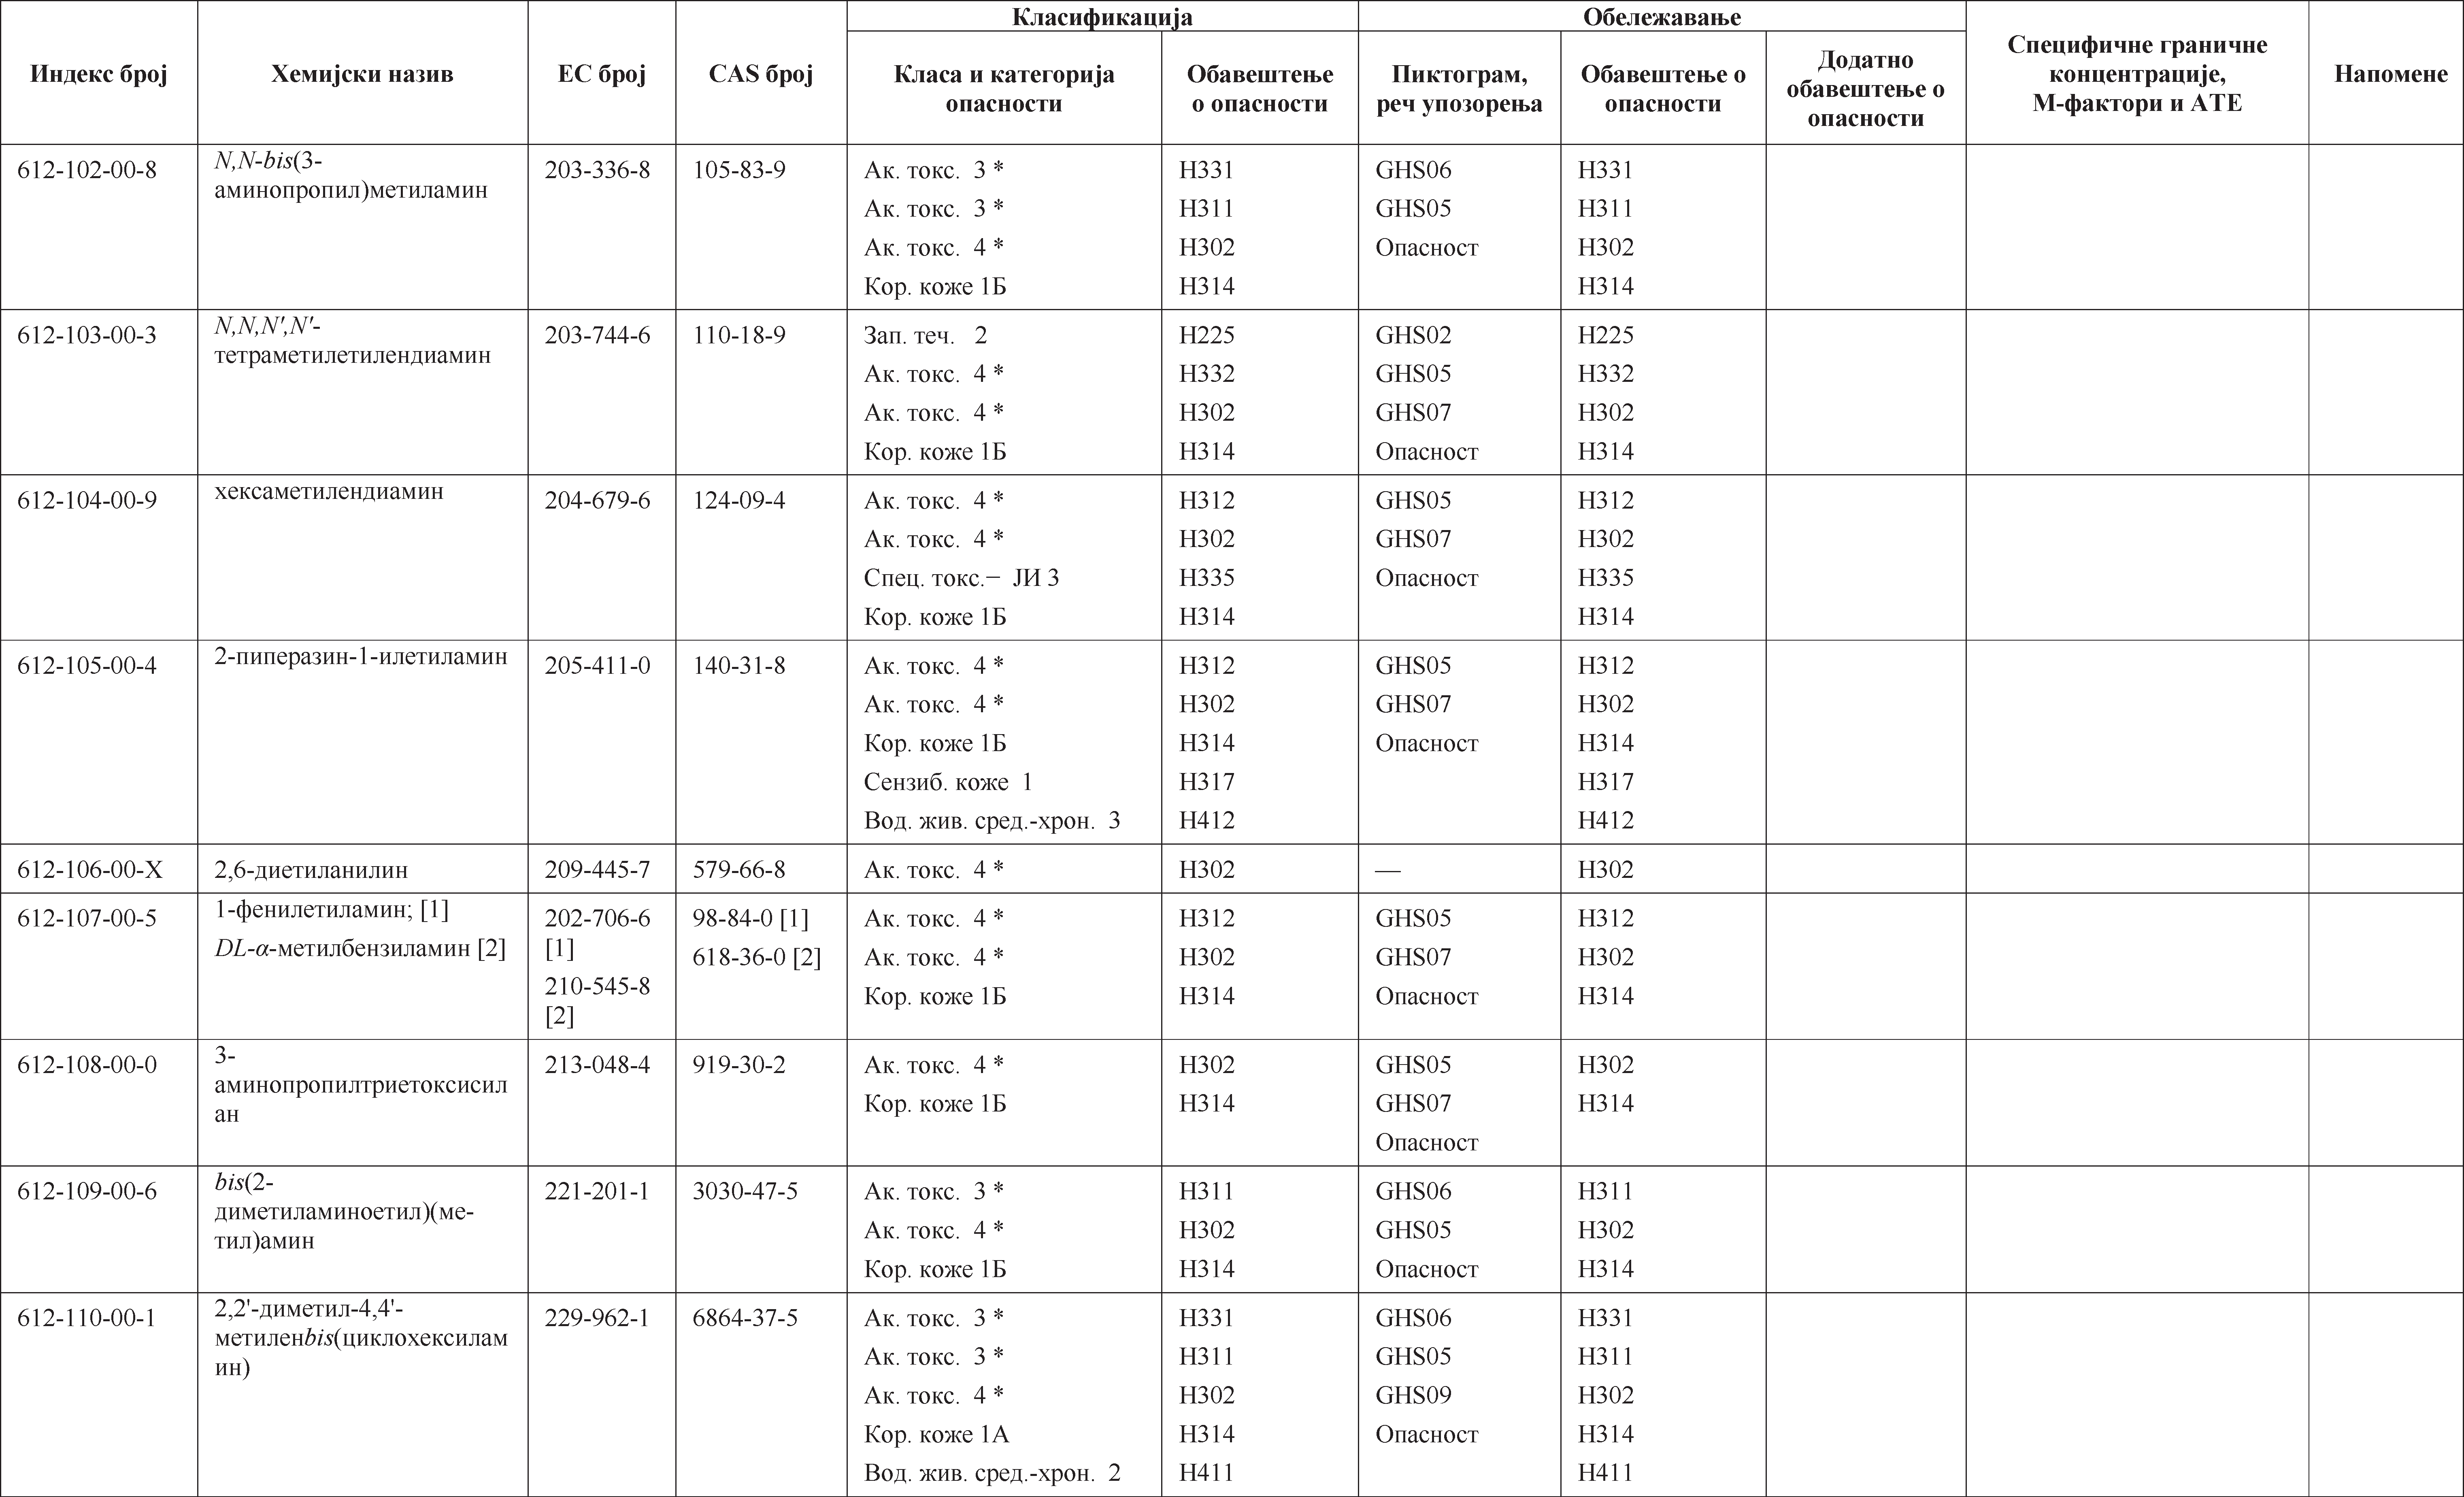 Индекс број
Хемијски назив
ЕС број
CAS број
Класификација
Обележавање
Класа и категорија
опасности
Обавештење
о опасности
Пиктограм,
реч упозорења
Обавештење о
опасности
Додатно
обавештење о
опасности
Специфичне граничне
концентрације,
М-фактори и АТЕ
Напомене
612-102-00-8
N,N-bis(3-
аминопропил)метиламин
203-336-8
105-83-9
Ак. токс. 3 *
Ак. токс. 3 *
Ак. токс. 4 *
Кор. коже 1Б
H331
H311
H302
H314
GHS06
GHS05
Опасност
H331
H311
H302
H314
612-103-00-3
N,N,N',N'-
тетраметилетилендиамин
203-744-6
110-18-9
Зап. теч. 2
Ак. токс. 4 *
Ак. токс. 4 *
Кор. коже 1Б
H225
H332
H302
H314
GHS02
GHS05
GHS07
Опасност
H225
H332
H302
H314
612-104-00-9
хексаметилендиамин
204-679-6
124-09-4
Ак. токс. 4 *
Ак. токс. 4 *
Спец. токс.− ЈИ 3
Кор. коже 1Б
H312
H302
H335
H314
GHS05
GHS07
Опасност
H312
H302
H335
H314
612-105-00-4
2-пиперазин-1-илетиламин
205-411-0
140-31-8
Ак. токс. 4 *
Ак. токс. 4 *
Кор. коже 1Б
Сензиб. коже 1
Вод. жив. сред.-хрон. 3
H312
H302
H314
H317
H412
GHS05
GHS07
Опасност
H312
H302
H314
H317
H412
612-106-00-X
2,6-диетиланилин
209-445-7
579-66-8
Ак. токс. 4 *
H302
—
H302
612-107-00-5
1-фенилетиламин; [1]
DL-α-метилбензиламин [2]
202-706-6
[1]
210-545-8
[2]
98-84-0 [1]
618-36-0 [2]
Ак. токс. 4 *
Ак. токс. 4 *
Кор. коже 1Б
H312
H302
H314
GHS05
GHS07
Опасност
H312
H302
H314
612-108-00-0
3-
аминопропилтриетоксисил
ан
213-048-4
919-30-2
Ак. токс. 4 *
Кор. коже 1Б
H302
H314
GHS05
GHS07
Опасност
H302
H314
612-109-00-6
bis(2-
диметиламиноетил)(ме-
тил)амин
221-201-1
3030-47-5
Ак. токс. 3 *
Ак. токс. 4 *
Кор. коже 1Б
H311
H302
H314
GHS06
GHS05
Опасност
H311
H302
H314
612-110-00-1
2,2'-диметил-4,4'-
метиленbis(циклохексилам
ин)
229-962-1
6864-37-5
Ак. токс. 3 *
Ак. токс. 3 *
Ак. токс. 4 *
Кор. коже 1А
Вод. жив. сред.-хрон. 2
H331
H311
H302
H314
H411
GHS06
GHS05
GHS09
Опасност
H331
H311
H302
H314
H411